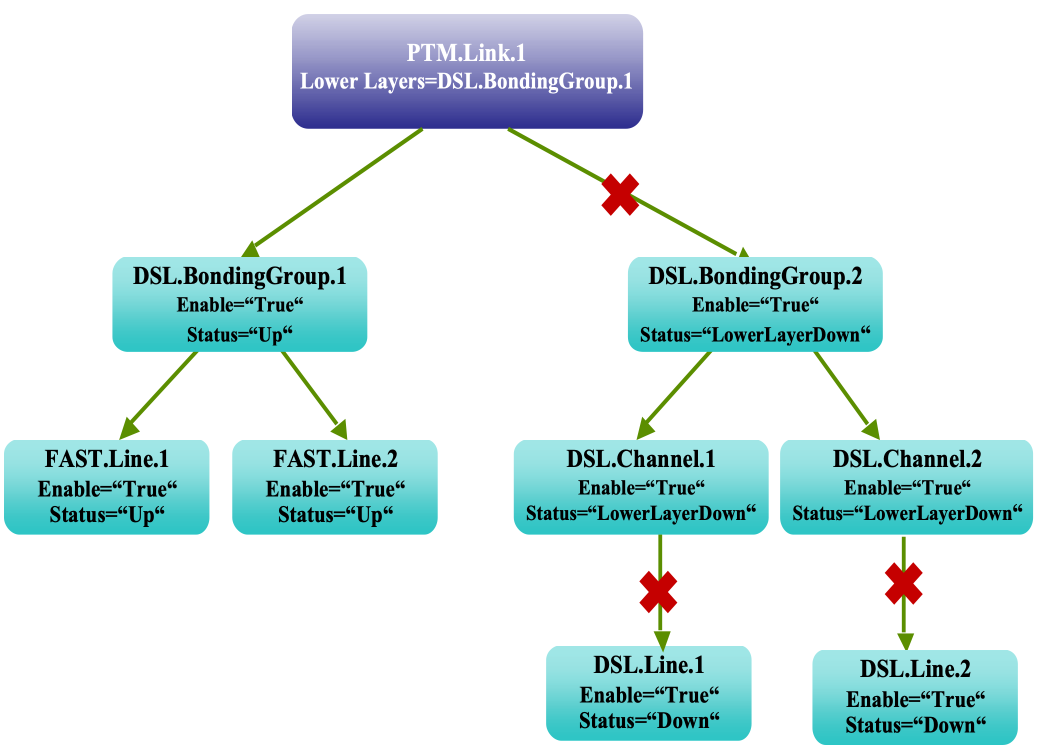 PTM.Link.1
Lower Layers=DSL.BondingGroup.1
DSL.BondingGroup.1
Enable=“True“
Status=“Up“
DSL.BondingGroup.2
Enable=“True“
Status=“LowerLayerDown“
FAST.Line.1
Enable=“True“
Status=“Up“
FAST.Line.2
Enable=“True“
Status=“Up“
DSL.Channel.1
Enable=“True“
Status=“LowerLayerDown“
DSL.Channel.2
Enable=“True“
Status=“LowerLayerDown“
DSL.Line.1
Enable=“True“
Status=“Down“
DSL.Line.2
Enable=“True“
Status=“Down“